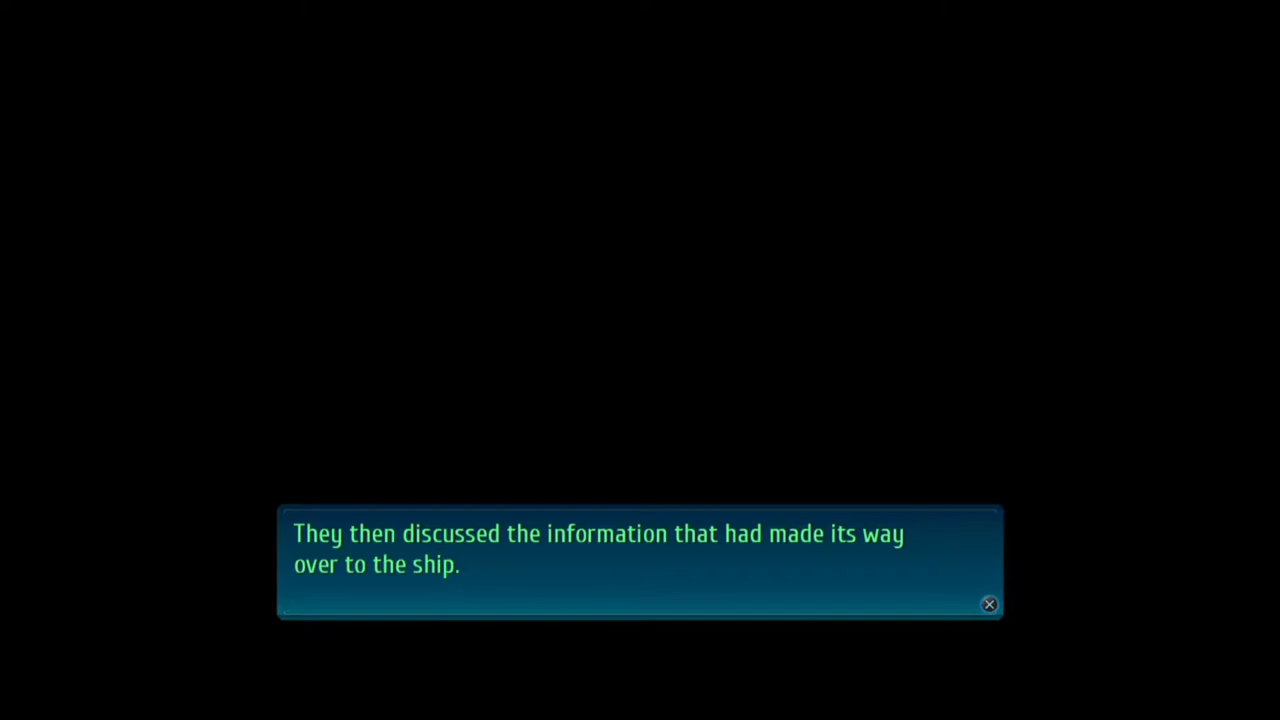 They then discussed the information that had made its way
over to the ship.